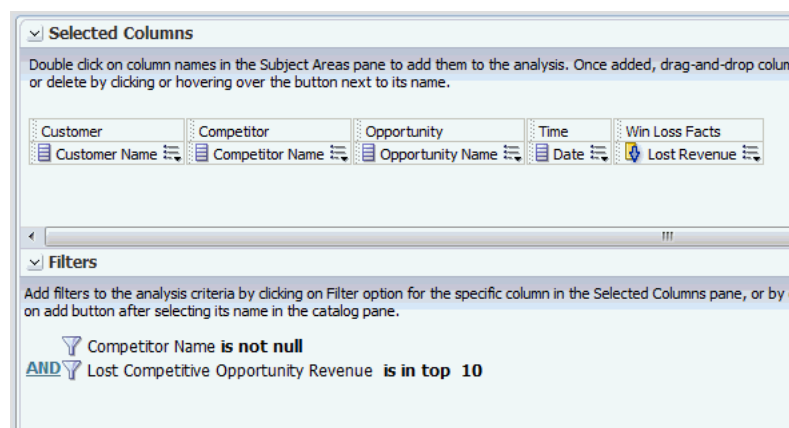 Selected Columns
Double click on column names in the Subject Areas pane to add them to the analysis. Once added, drag-and-drop colum
or delete by clicking or hovering over the button next to its name.
Customer Competitor Opportunity Time Win Loss Facts
Customer Name Competitor Name Opportunity Name Date Lost Revenue
Filters
Add filters to the analysis criteria by clicking on Filter option for the specific column in the Selected Columns pane, or by
on add button after selecting its name in the catalog pane.
Competitor Name is not null
AND Lost Competitive Opportunity Revenue is in top 10